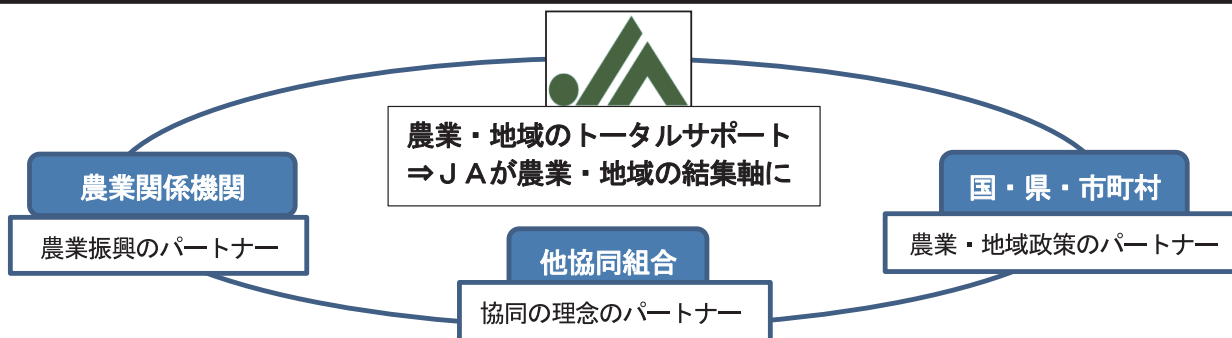 農業・地域のトータルサポート
⇒ＪＡが農業・地域の結集軸に
農業関係機関
農業振興のパートナー
他協同組合
協同の理念のパートナー
国・県・市町村
農業・地域政策のパートナー